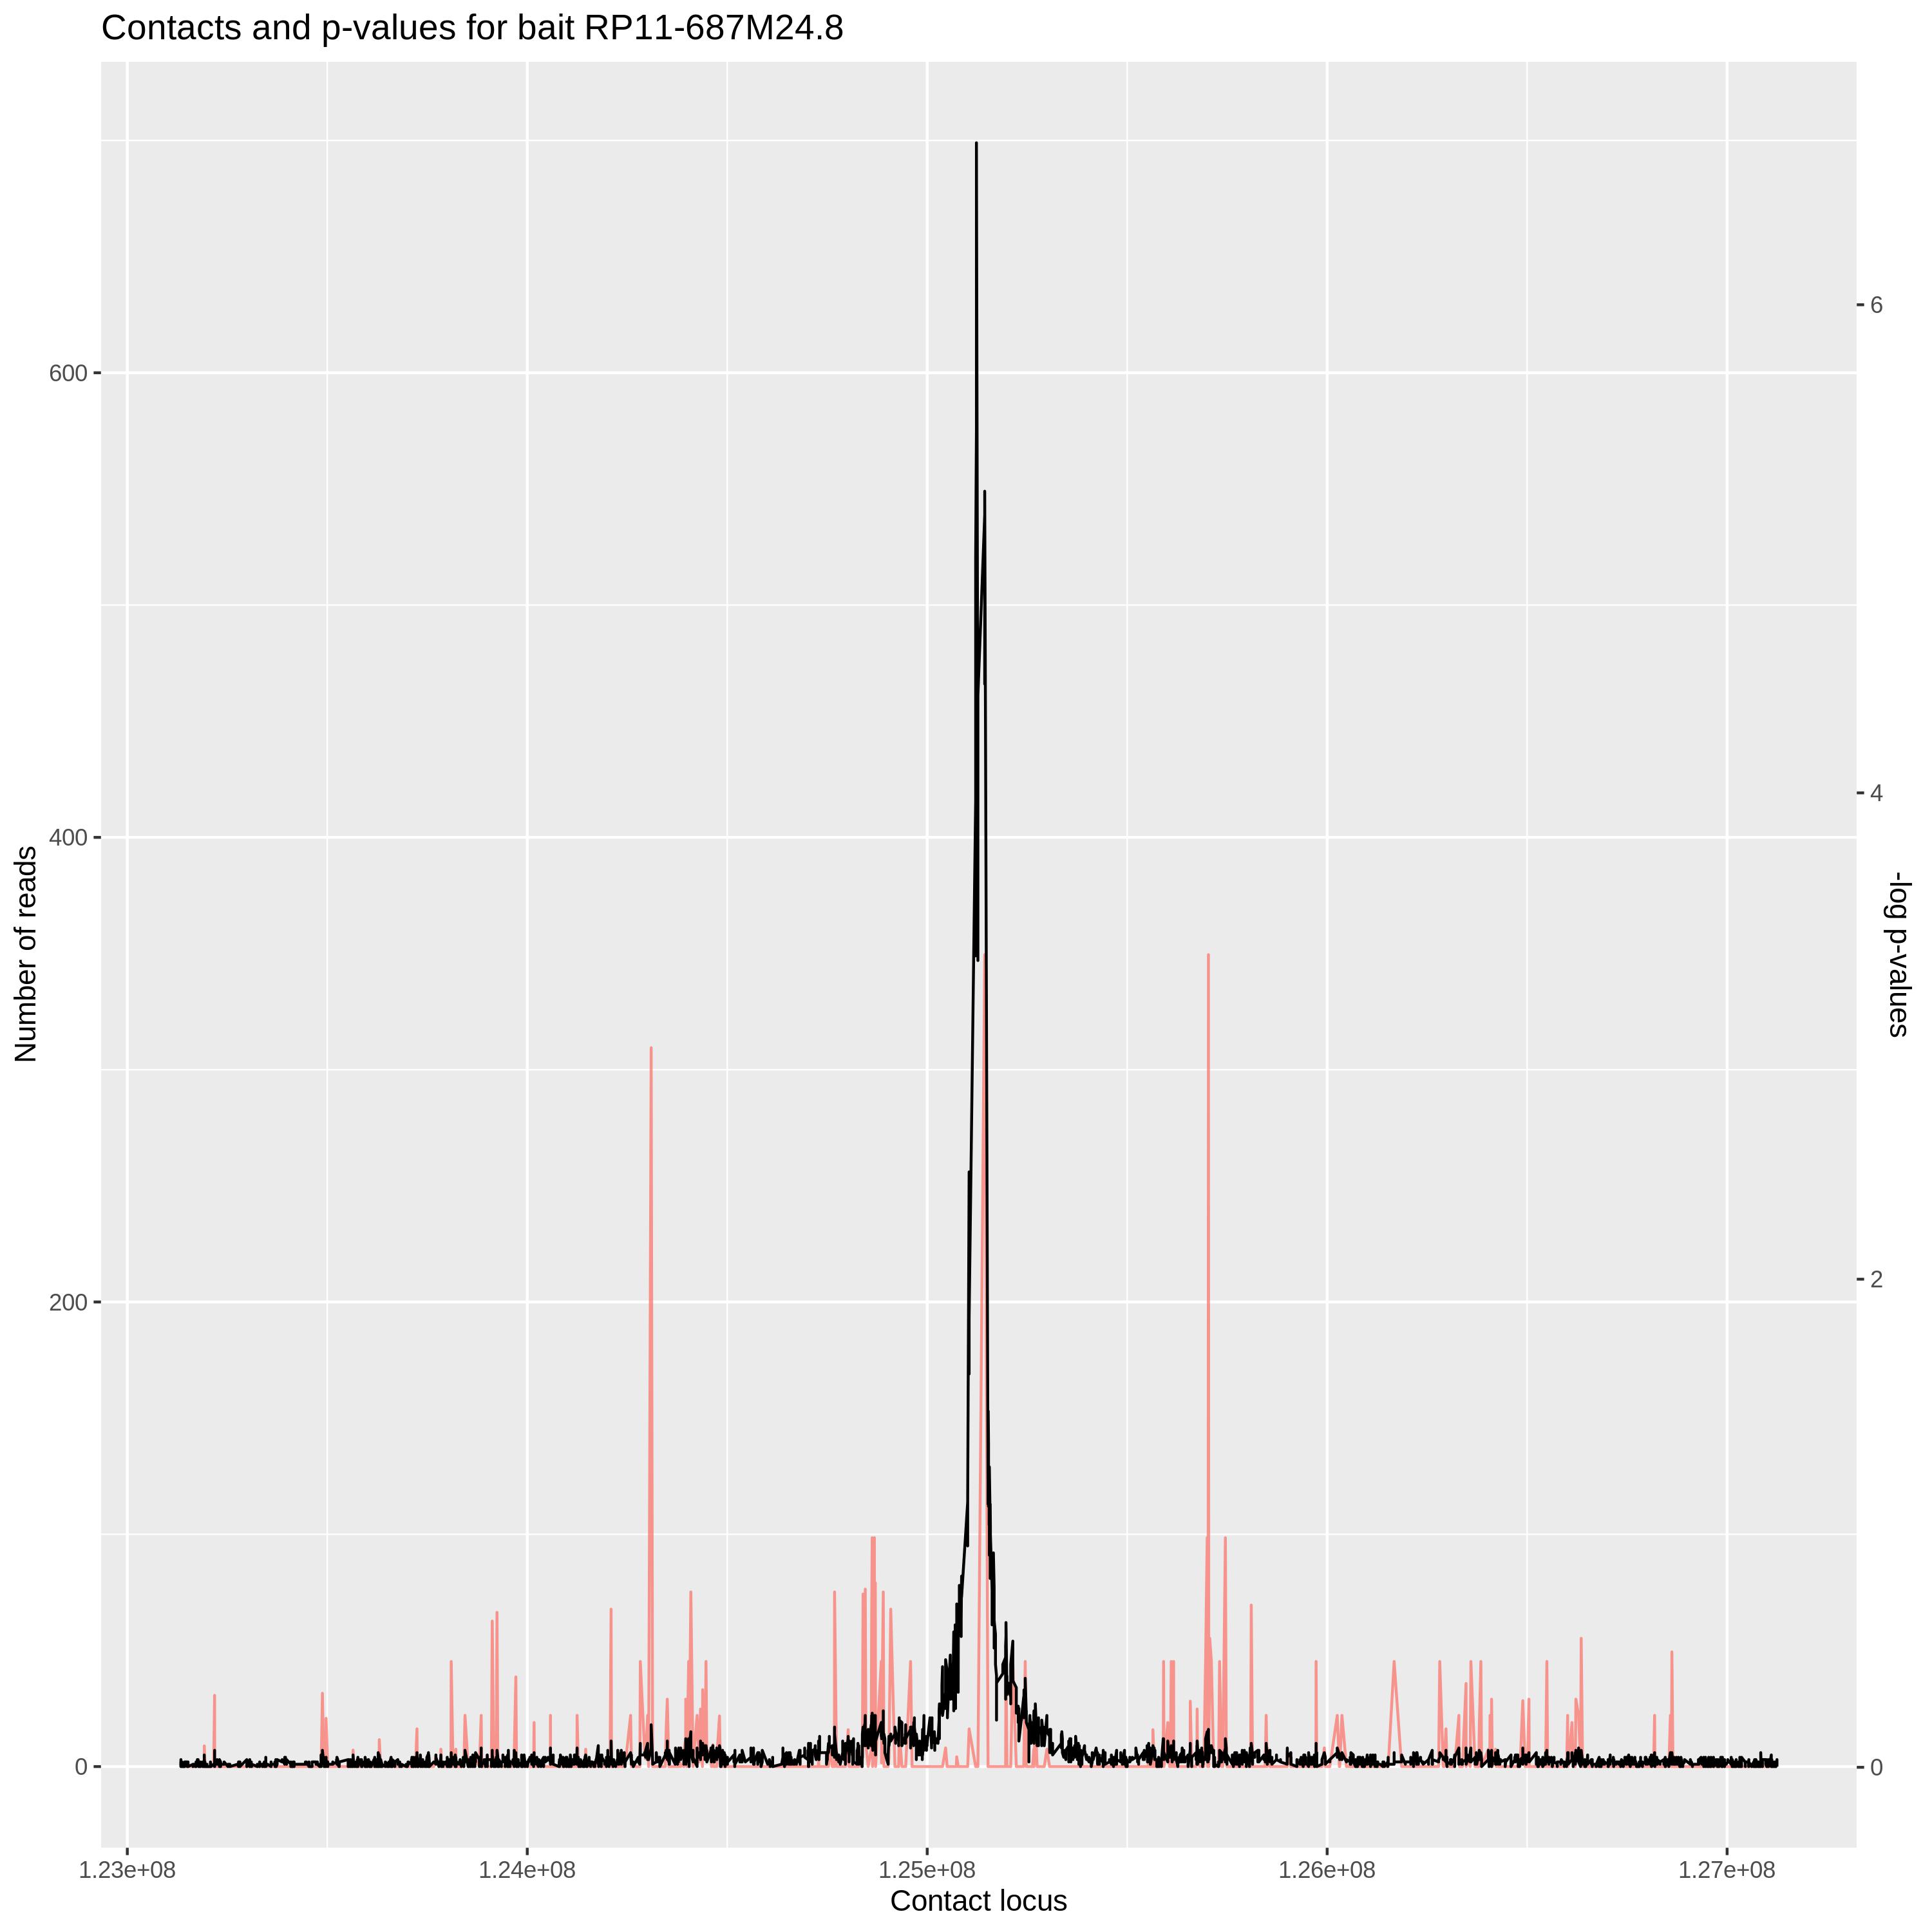 Contacts and p-values for bait RP11-687M24.8
600
400
200
0
Number of reads
6
4
2
0
-log p-values
1.23e+08
1.24e+08
1.25e+08
1.26e+08
1.27e+08
Contact locus